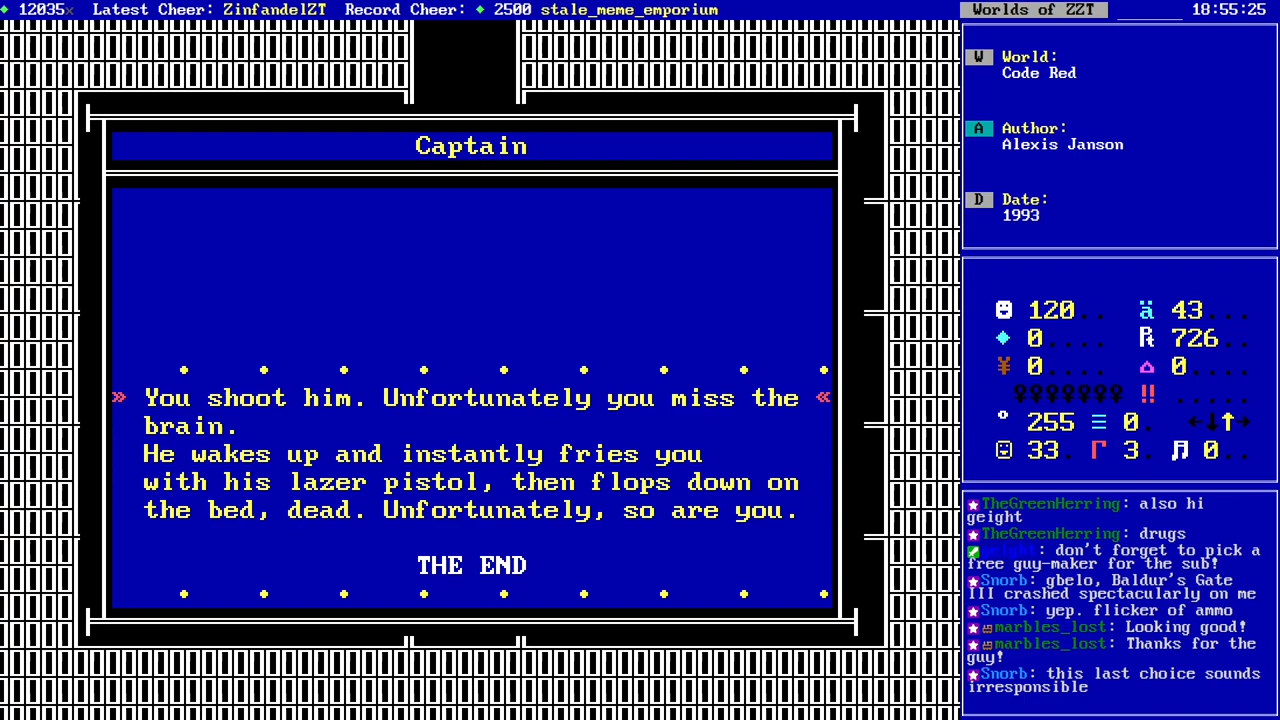 12035x Latest Cheer: ZinfandelZT Record Cheer: 2500 stale_meme_emporium
Worlds of ZZT 18:55:25
Captain
» You shoot him. Unfortunately you miss the «
brain.
He wakes up and instantly fries you
with his lazer pistol, then flops down on
the bed, dead. Unfortunately, so are you.
THE END
W World:
Code Red
A Author:
Alexis Janson
D Date:
1993
120 ä 43
0 726
¥ 0 0
‼
° 255 ≡ 0 ←↓↑→
33 Γ 3 ♬ 0
TheGreenHerring: also hi
geight
TheGreenHerring: drugs
geight: don't forget to pick a
free guy-maker for the sub!
Snorb: gbelo, Baldur's Gate
III crashed spectacularly on me
Snorb: yep. flicker of ammo
marbles_lost: Looking good!
marbles_lost: Thanks for the
guy!
Snorb: this last choice sounds
irresponsible